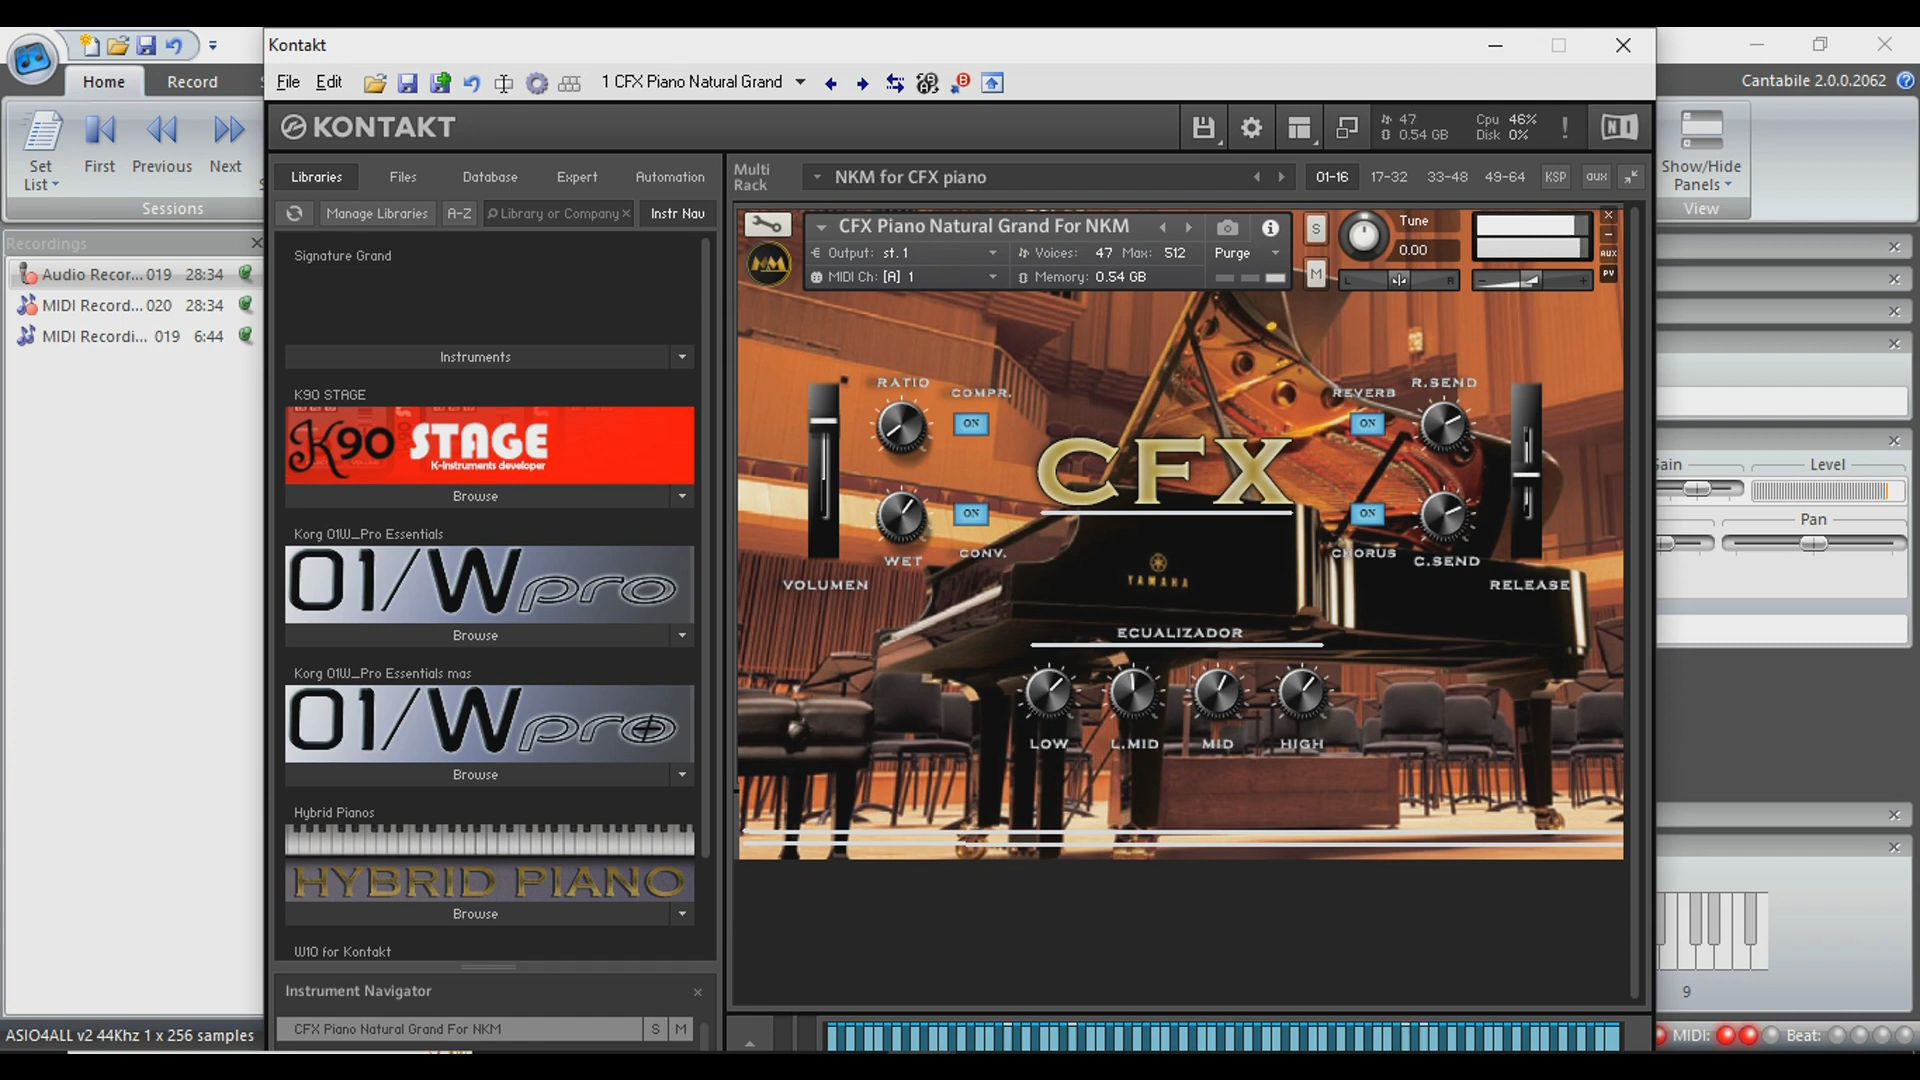 Kontakt
Home
Record
File
Edit
1 CFX Piano Natural Grand
Cantabile 2.0.0.2062
Set
List
First
Previous
Next
Sessions
KONTAKT
47
0.54 GB
Cpu 46%
Disk 0%
NI
Show/Hide
Panels
View
Recordings
Audio Recor... 019 28:34
MIDI Record... 020 28:34
MIDI Recordi... 019 6:44
Libraries
Files
Database
Expert
Automation
Manage Libraries
A-Z
Library or Company
Instr Nav
Signature Grand
Instruments
K90 STAGE
K90 STAGE
K-Instruments developer
Browse
Korg 01W_Pro Essentials
01/Wpro
Browse
Korg 01W_Pro Essentials mas
01/Wpro
Browse
Hybrid Pianos
HYBRID PIANO
Browse
W10 for Kontakt
Instrument Navigator
CFX Piano Natural Grand For NKM
S
M
Multi
Rack
NKM for CFX piano
01-16
17-32
33-48
49-64
KSP
aux
CFX Piano Natural Grand For NKM
Output: st.1
Voices: 47 Max: 512
Purge
MIDI Ch: [A] 1
Memory: 0.54 GB
S
M
Tune
0.00
L
R
AUX
PV
RATIO
COMPR.
ON
REVERB
R.SEND
ON
CFX
ON
WET
CONV.
ON
CHORUS
C.SEND
VOLUMEN
YAMAHA
RELEASE
ECUALIZADOR
LOW
L.MID
MID
HIGH
Level
Pan
9
ASIO4ALL v2 44Khz 1 x 256 samples
MIDI:
Beat: